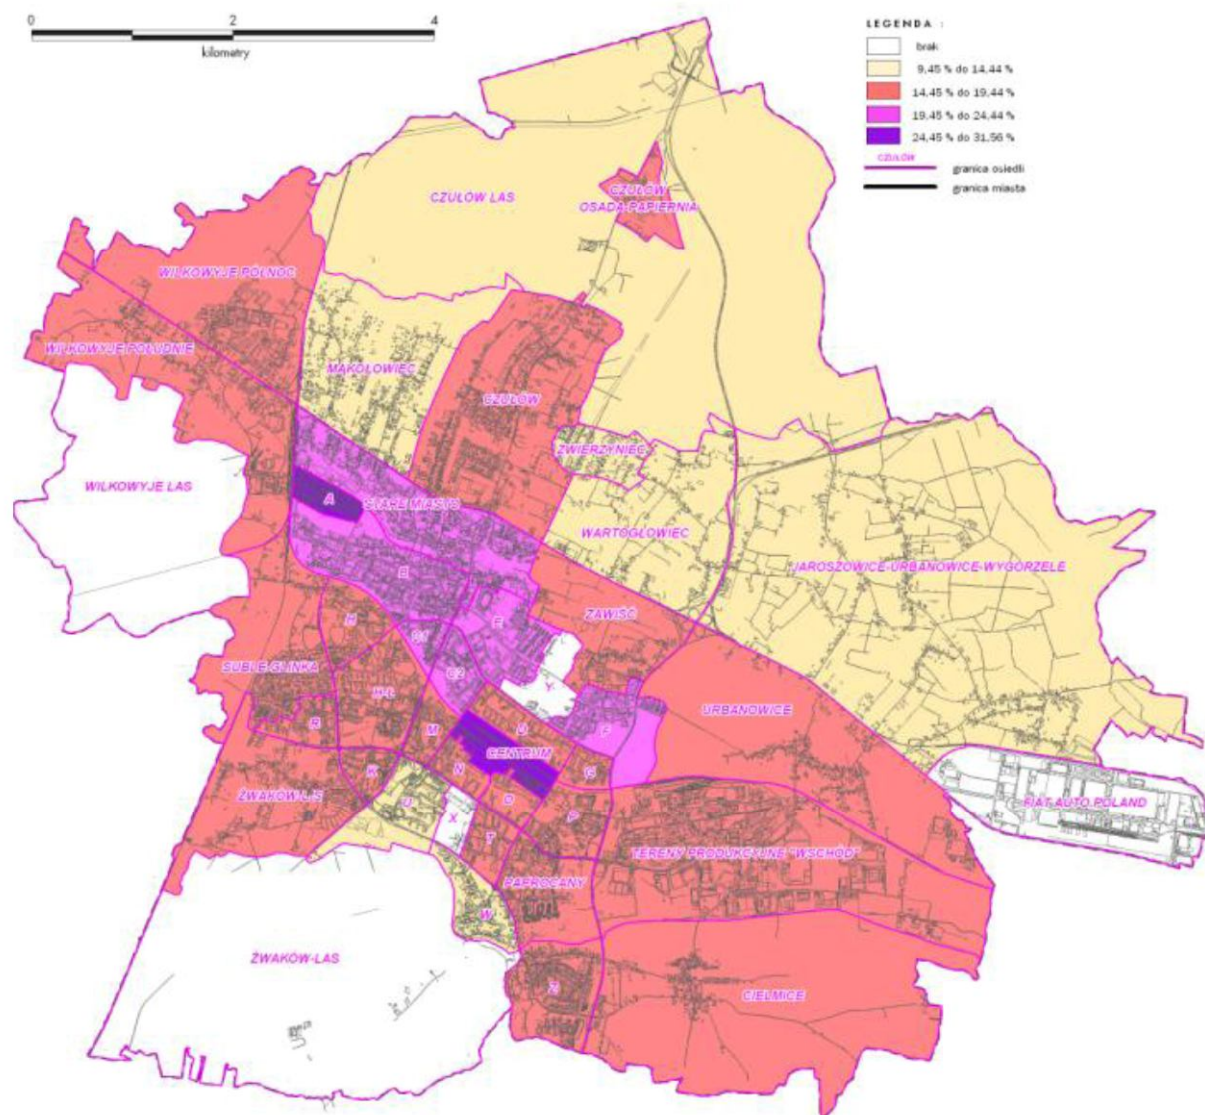 0 2 4
kilometry
LEGENDA :
brak
9,45 % do 14,44 %
14,45 % do 19,44 %
19,45 % do 24,44 %
24,45 % do 31,56 %
CZUŁÓW
granica osiedli
granica miasta
CZUŁÓW LAS
CZUŁÓW
OSADA-PAPIERNIA
WILKOWYJE PÓŁNOC
WILKOWYJE POŁUDNIE
MĄKOŁOWIEC
CZUŁÓW
ZWIERZYNIEC
WILKOWYJE LAS
A
STARE MIASTO
WARTOGŁOWIEC
JAROSZOWICE-URBANOWICE-WYGORZELE
B
H
E
ZAWIŚĆ
C1
SUBLE-GLINKA
C2
H-Ł
Y
URBANOWICE
R
M
D
F
CENTRUM
K
N
G
ŻWAKÓW-LIS
U
O
FIAT AUTO POLAND
X
P
T
TERENY PRODUKCYJNE "WSCHÓD"
PAPROCANY
W
ŻWAKÓW-LAS
Z
CIELMICE